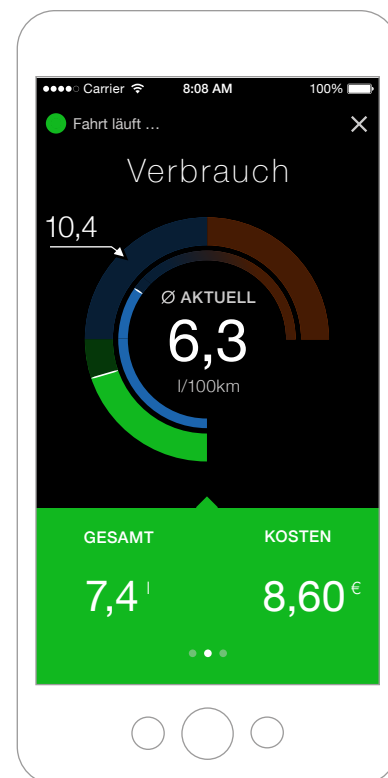 Carrier 8:08 AM 100%
Fahrt läuft ...
Verbrauch
10,4
Ø AKTUELL
6,3
l/100km
GESAMT KOSTEN
7,4 l 8,60 €